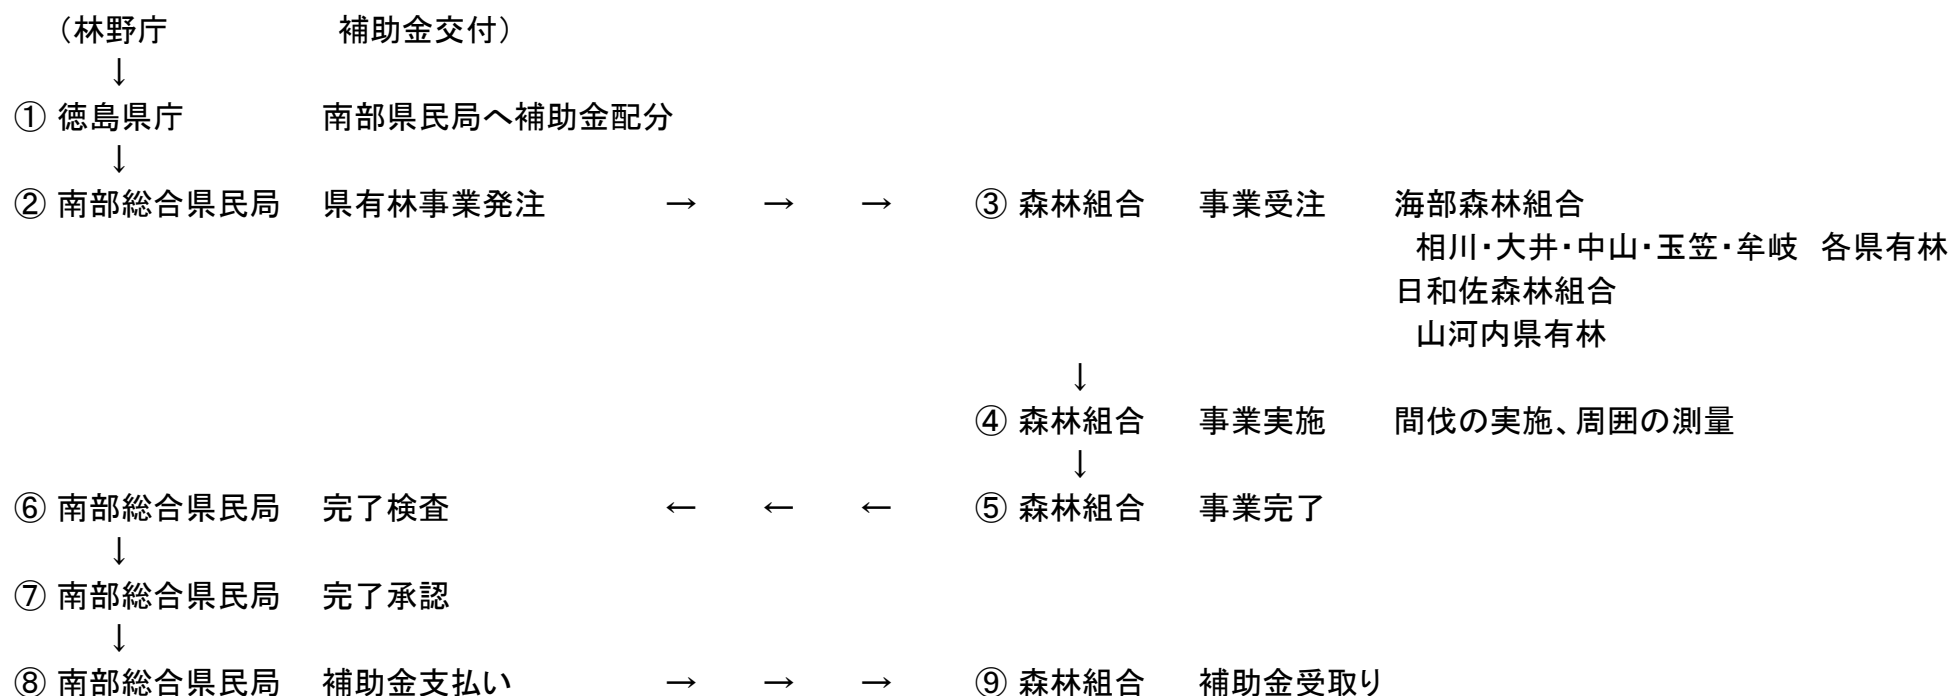 （林野庁　補助金交付）
↓
① 徳島県庁　南部県民局へ補助金配分
↓
② 南部総合県民局　県有林事業発注　→　→　→　③ 森林組合　事業受注　海部森林組合
相川・大井・中山・玉笠・牟岐　各県有林
日和佐森林組合
山河内県有林
↓
④ 森林組合　事業実施　間伐の実施、周囲の測量
↓
⑥ 南部総合県民局　完了検査　←　←　←　⑤ 森林組合　事業完了
↓
⑦ 南部総合県民局　完了承認
↓
⑧ 南部総合県民局　補助金支払い　→　→　→　⑨ 森林組合　補助金受取り